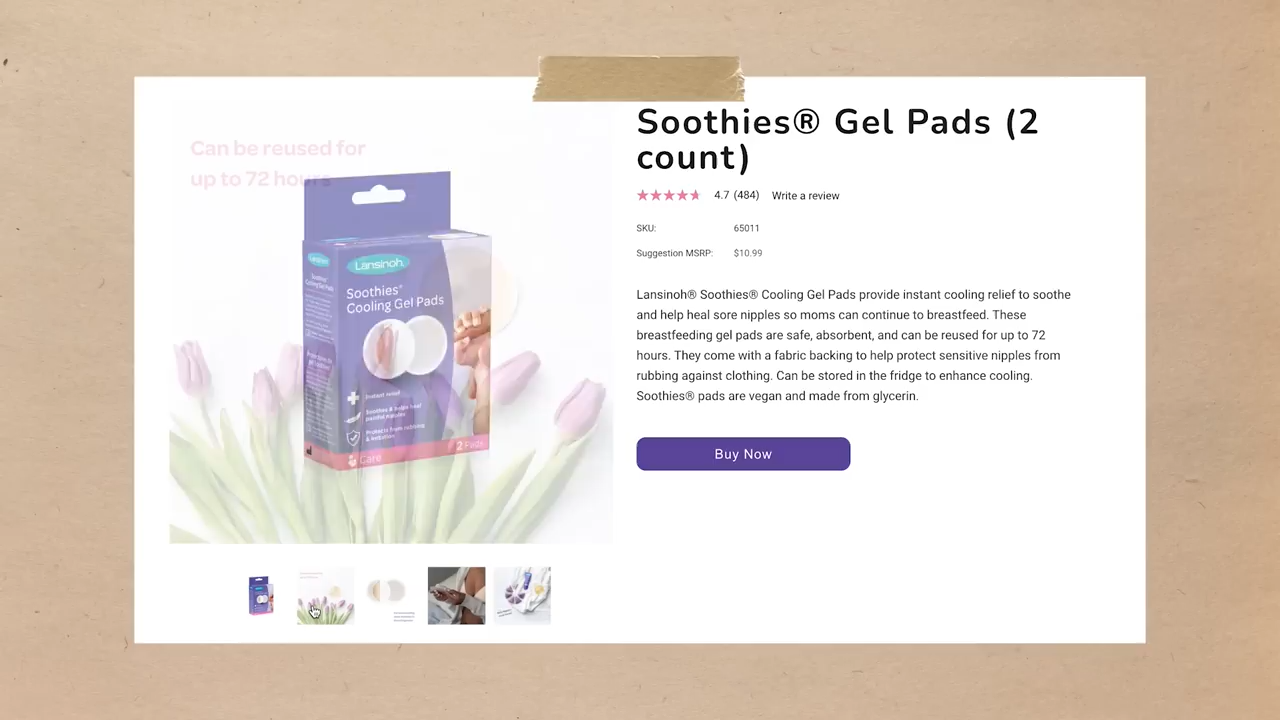 Can be reused for
up to 72 hours
Lansinoh
Soothies®
Cooling Gel Pads
Instant relief
Soothes & helps heal
painful nipples
Protects from rubbing
& irritation
2 Pads
Care
Lansinoh
Soothies®
Cooling Gel Pads
Soothies® Gel Pads (2
count)
4.7 (484) Write a review
SKU: 65011
Suggestion MSRP: $10.99
Lansinoh® Soothies® Cooling Gel Pads provide instant cooling relief to soothe
and help heal sore nipples so moms can continue to breastfeed. These
breastfeeding gel pads are safe, absorbent, and can be reused for up to 72
hours. They come with a fabric backing to help protect sensitive nipples from
rubbing against clothing. Can be stored in the fridge to enhance cooling.
Soothies® pads are vegan and made from glycerin.
Buy Now